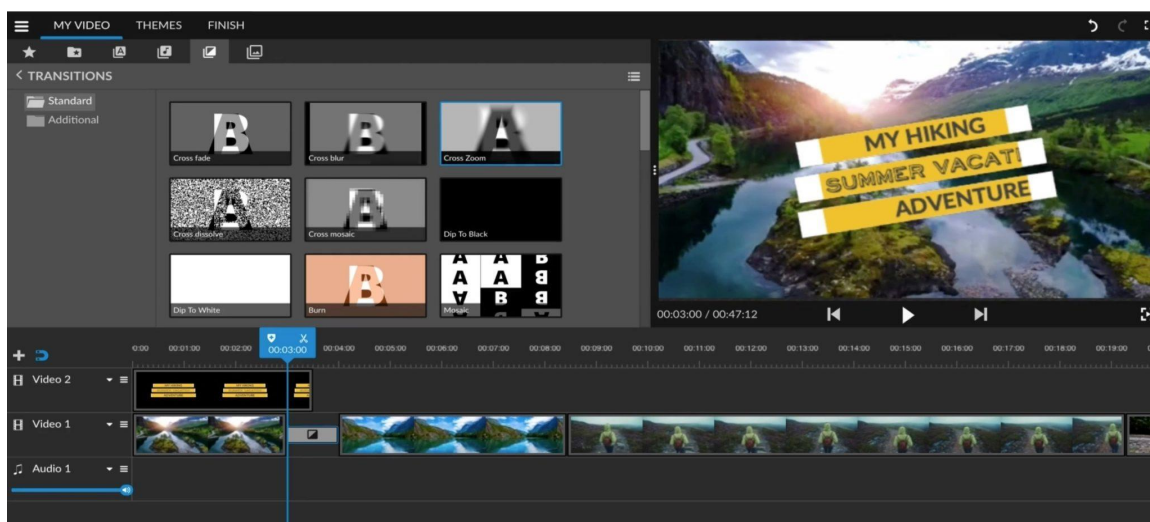 MY VIDEO THEMES FINISH
TRANSITIONS
Standard
Additional
Cross fade
Cross blur
Cross Zoom
Cross dissolve
Cross mosaic
Dip To Black
Dip To White
Burn
Mosaic
MY HIKING
SUMMER VACATI
ADVENTURE
00:03:00 / 00:47:12
0:00 00:01:00 00:02:00 00:03:00 00:04:00 00:05:00 00:06:00 00:07:00 00:08:00 00:09:00 00:10:00 00:11:00 00:12:00 00:13:00 00:14:00 00:15:00 00:16:00 00:17:00 00:18:00 00:19:00
Video 2
Video 1
Audio 1